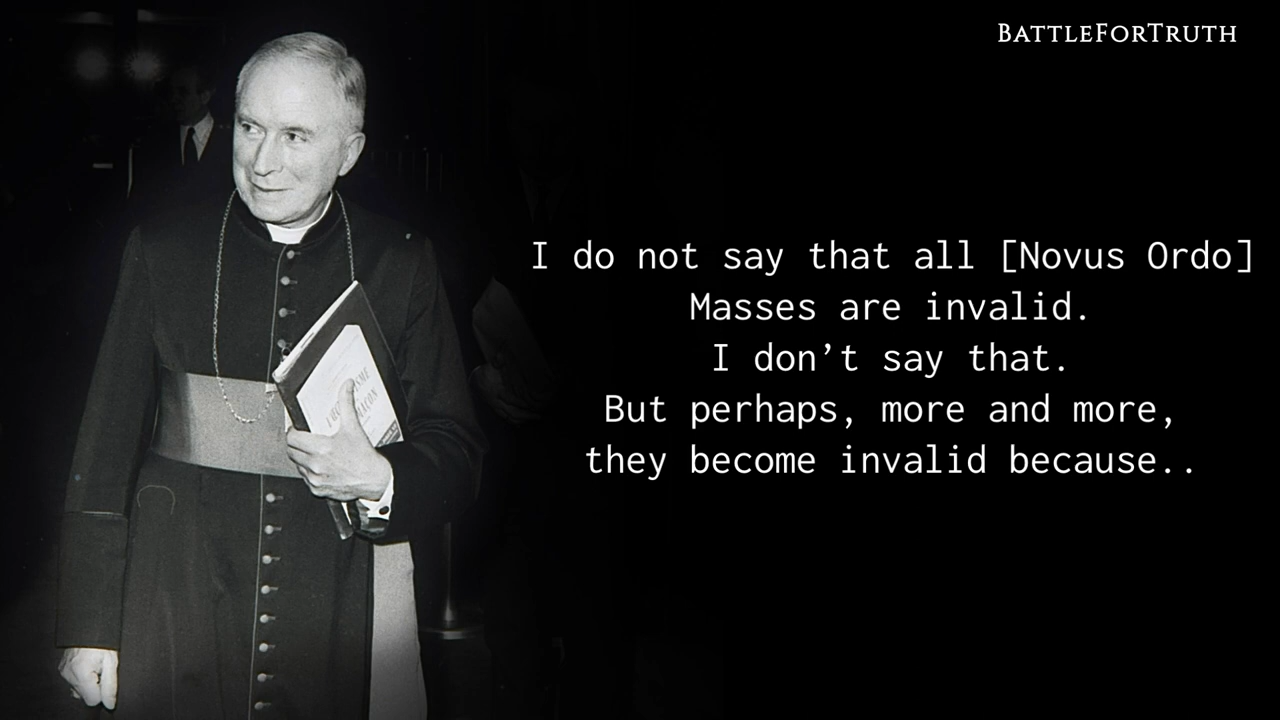 BATTLEFORTRUTH
I do not say that all [Novus Ordo]
Masses are invalid.
I don’t say that.
But perhaps, more and more,
they become invalid because..